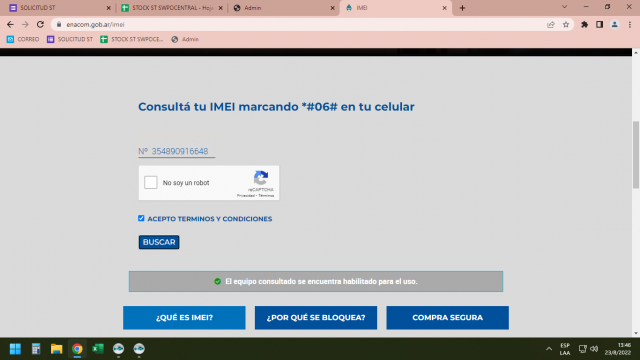 SOLICITUD ST
STOCK ST SWPOCENTRAL - Hoja
Admin
IMEI
enacom.gob.ar/imei
CORREO
SOLICITUD ST
STOCK ST SWPOCE...
Admin
Consultá tu IMEI marcando *#06# en tu celular
Nº 354890916648
No soy un robot
reCAPTCHA
Privacidad - Términos
ACEPTO TERMINOS Y CONDICIONES
BUSCAR
El equipo consultado se encuentra habilitado para el uso.
¿QUÉ ES IMEI?
¿POR QUÉ SE BLOQUEA?
COMPRA SEGURA
ESP
LAA
13:46
23/8/2022